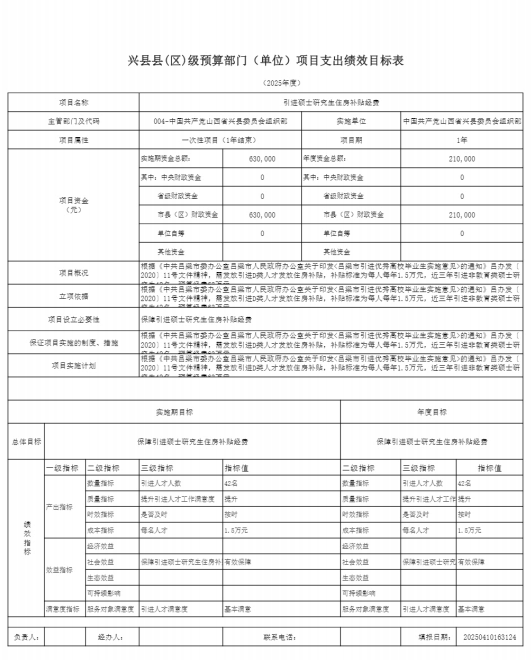 兴县县(区)级预算部门（单位）项目支出绩效目标表
（2025年度）
项目名称 引进硕士研究生住房补贴经费
主管部门及代码 004-中国共产党山西省兴县委员会组织部 实施单位 中国共产党山西省兴县委员会组织部
项目属性 一次性项目（1年结束） 项目期 1年
项目资金（元） 实施期资金总额： 630,000 年度资金总额： 210,000
其中：中央财政资金 0 其中：中央财政资金 0
省级财政资金 0 省级财政资金 0
市县（区）财政资金 630,000 市县（区）财政资金 210,000
单位自筹 0 单位自筹 0
其他资金 其他资金
项目概况 根据《中共吕梁市委办公室吕梁市人民政府办公室关于印发<吕梁市引进优秀高校毕业生实施意见>的通知》吕办发〔2020〕11号文件精神，需发放引进D类人才发放住房补贴，补贴标准为每人每年1.5万元，近三年引进非教育类硕士研
立项依据 根据《中共吕梁市委办公室吕梁市人民政府办公室关于印发<吕梁市引进优秀高校毕业生实施意见>的通知》吕办发〔2020〕11号文件精神，需发放引进D类人才发放住房补贴，补贴标准为每人每年1.5万元，近三年引进非教育类硕士研
项目设立必要性 保障引进硕士研究生住房补贴经费
保证项目实施的制度、措施 根据《中共吕梁市委办公室吕梁市人民政府办公室关于印发<吕梁市引进优秀高校毕业生实施意见>的通知》吕办发〔2020〕11号文件精神，需发放引进D类人才发放住房补贴，补贴标准为每人每年1.5万元，近三年引进非教育类硕士研
项目实施计划 根据《中共吕梁市委办公室吕梁市人民政府办公室关于印发<吕梁市引进优秀高校毕业生实施意见>的通知》吕办发〔2020〕11号文件精神，需发放引进D类人才发放住房补贴，补贴标准为每人每年1.5万元，近三年引进非教育类硕士研
实施期目标 年度目标
总体目标 保障引进硕士研究生住房补贴经费 保障引进硕士研究生住房补贴经费
绩效指标 一级指标 二级指标 三级指标 指标值 二级指标 三级指标 指标值
产出指标 数量指标 引进人才人数 42名 数量指标 引进人才人数 42名
质量指标 提升引进人才工作满意度 提升 质量指标 提升引进人才工作 提升
时效指标 是否及时 按时 时效指标 是否及时 按时
成本指标 每名人才 1.5万元 成本指标 每名人才 1.5万元
效益指标 经济效益 经济效益
社会效益 保障引进硕士研究生住房补 有效保障 社会效益 保障引进硕士研究 有效保障
生态效益 生态效益
可持续影响 可持续影响
满意度指标 服务对象满意度 引进人才满意度 基本满意 服务对象满意度 引进人才满意度 基本满意
负责人： 经办人： 联系电话： 填报日期： 20250410163124